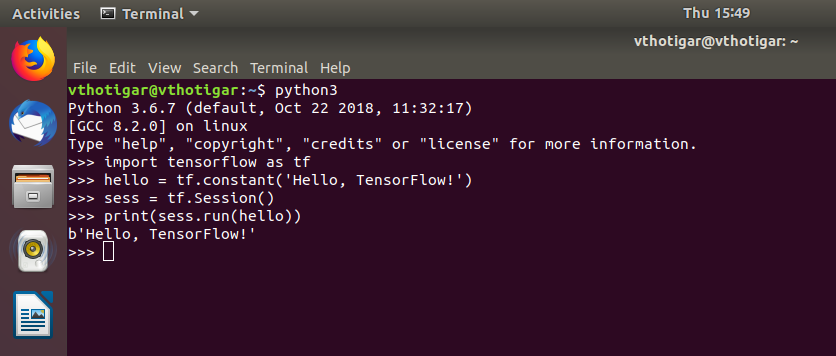 Activities Terminal Thu 15:49
vthotigar@vthotigar: ~
File Edit View Search Terminal Help
vthotigar@vthotigar:~$ python3
Python 3.6.7 (default, Oct 22 2018, 11:32:17)
[GCC 8.2.0] on linux
Type "help", "copyright", "credits" or "license" for more information.
>>> import tensorflow as tf
>>> hello = tf.constant('Hello, TensorFlow!')
>>> sess = tf.Session()
>>> print(sess.run(hello))
b'Hello, TensorFlow!'
>>>